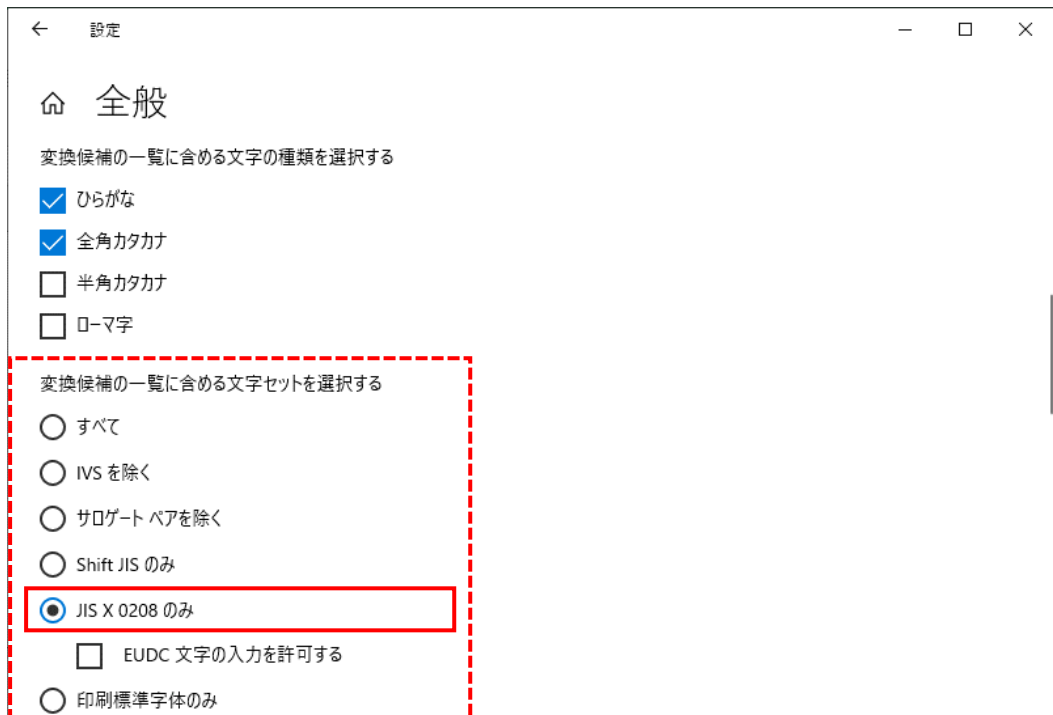 設定
全般
変換候補の一覧に含める文字の種類を選択する
ひらがな
全角カタカナ
半角カタカナ
ローマ字
変換候補の一覧に含める文字セットを選択する
すべて
IVS を除く
サロゲート ペアを除く
Shift JIS のみ
JIS X 0208 のみ
EUDC 文字の入力を許可する
印刷標準字体のみ